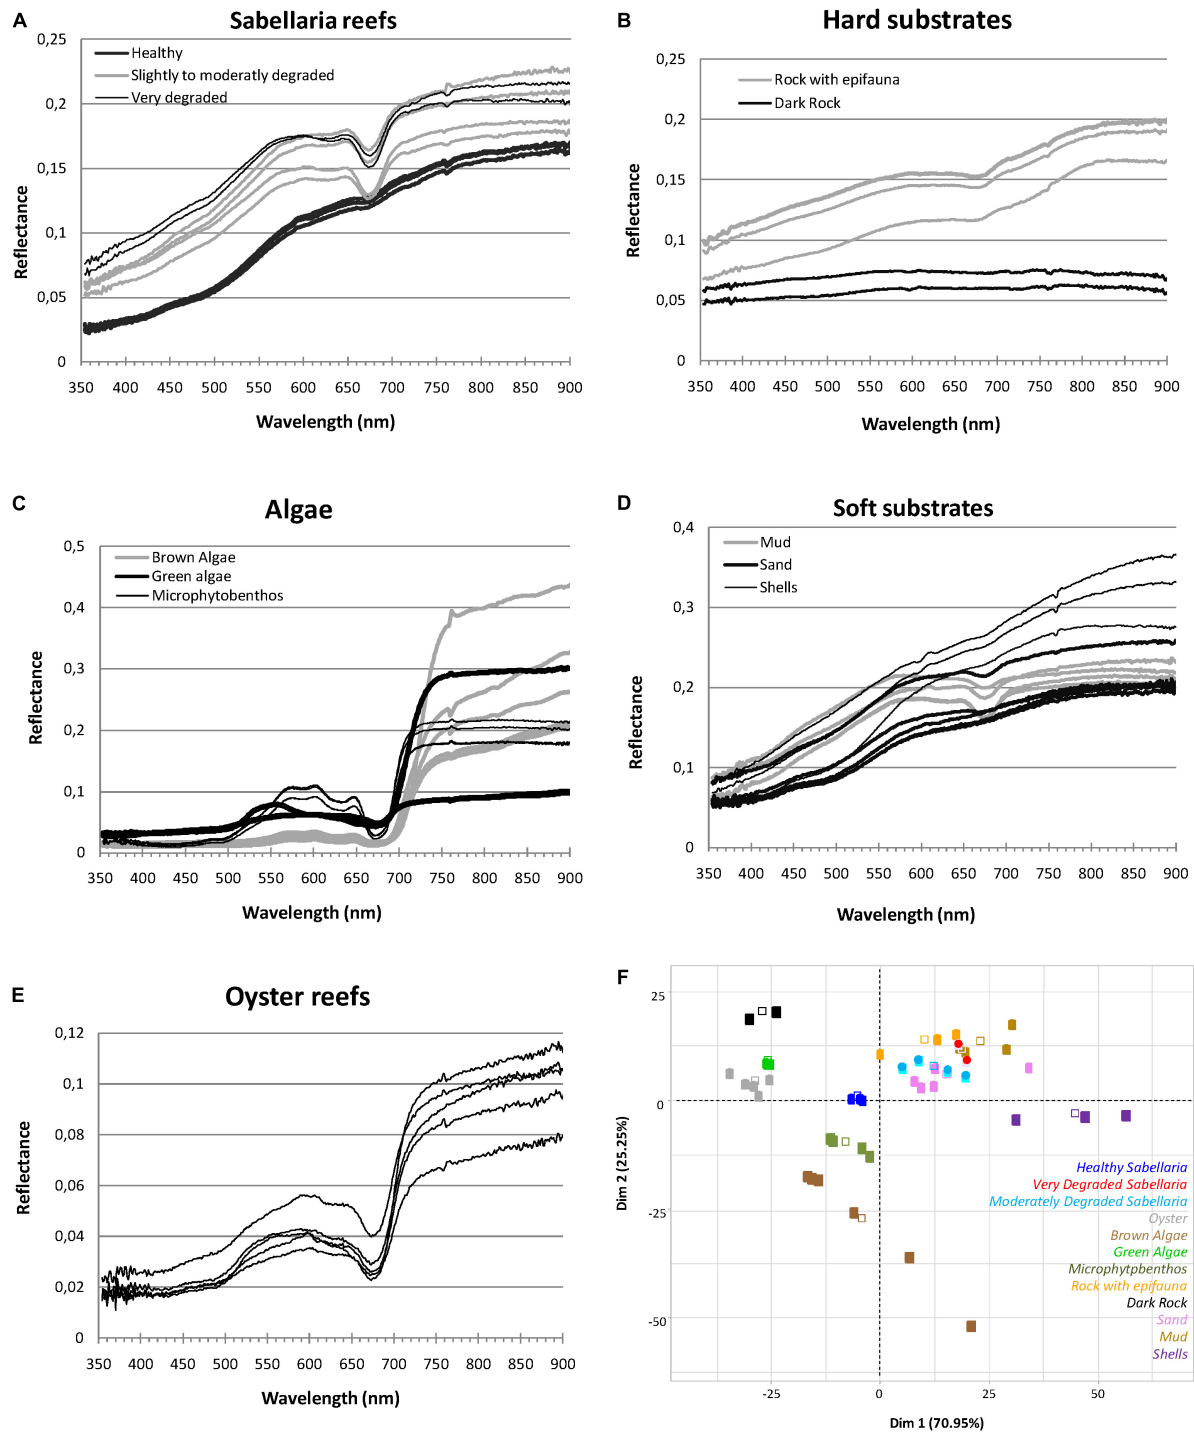 A
Sabellaria reefs
0,25
0,2
0,15
0,1
0,05
0
Reflectance
Healthy
Slightly to moderatly degraded
Very degraded
350 400 450 500 550 600 650 700 750 800 850 900
Wavelength (nm)
B
Hard substrates
0,25
0,2
0,15
0,1
0,05
0
Reflectance
Rock with epifauna
Dark Rock
350 400 450 500 550 600 650 700 750 800 850 900
Wavelength (nm)
C
Algae
0,5
0,4
0,3
0,2
0,1
0
Reflectance
Brown Algae
Green algae
Microphytobenthos
350 400 450 500 550 600 650 700 750 800 850 900
Wavelength (nm)
D
Soft substrates
0,4
0,3
0,2
0,1
0
Reflectance
Mud
Sand
Shells
350 400 450 500 550 600 650 700 750 800 850 900
Wavelength (nm)
E
Oyster reefs
0,12
0,1
0,08
0,06
0,04
0,02
0
Reflectance
350 400 450 500 550 600 650 700 750 800 850 900
Wavelength (nm)
F
25
0
-25
-50
Dim 2 (25.25%)
Healthy Sabellaria
Very Degraded Sabellaria
Moderately Degraded Sabellaria
Oyster
Brown Algae
Green Algae
Microphytpbenthos
Rock with epifauna
Dark Rock
Sand
Mud
Shells
-25 0 25 50
Dim 1 (70.95%)